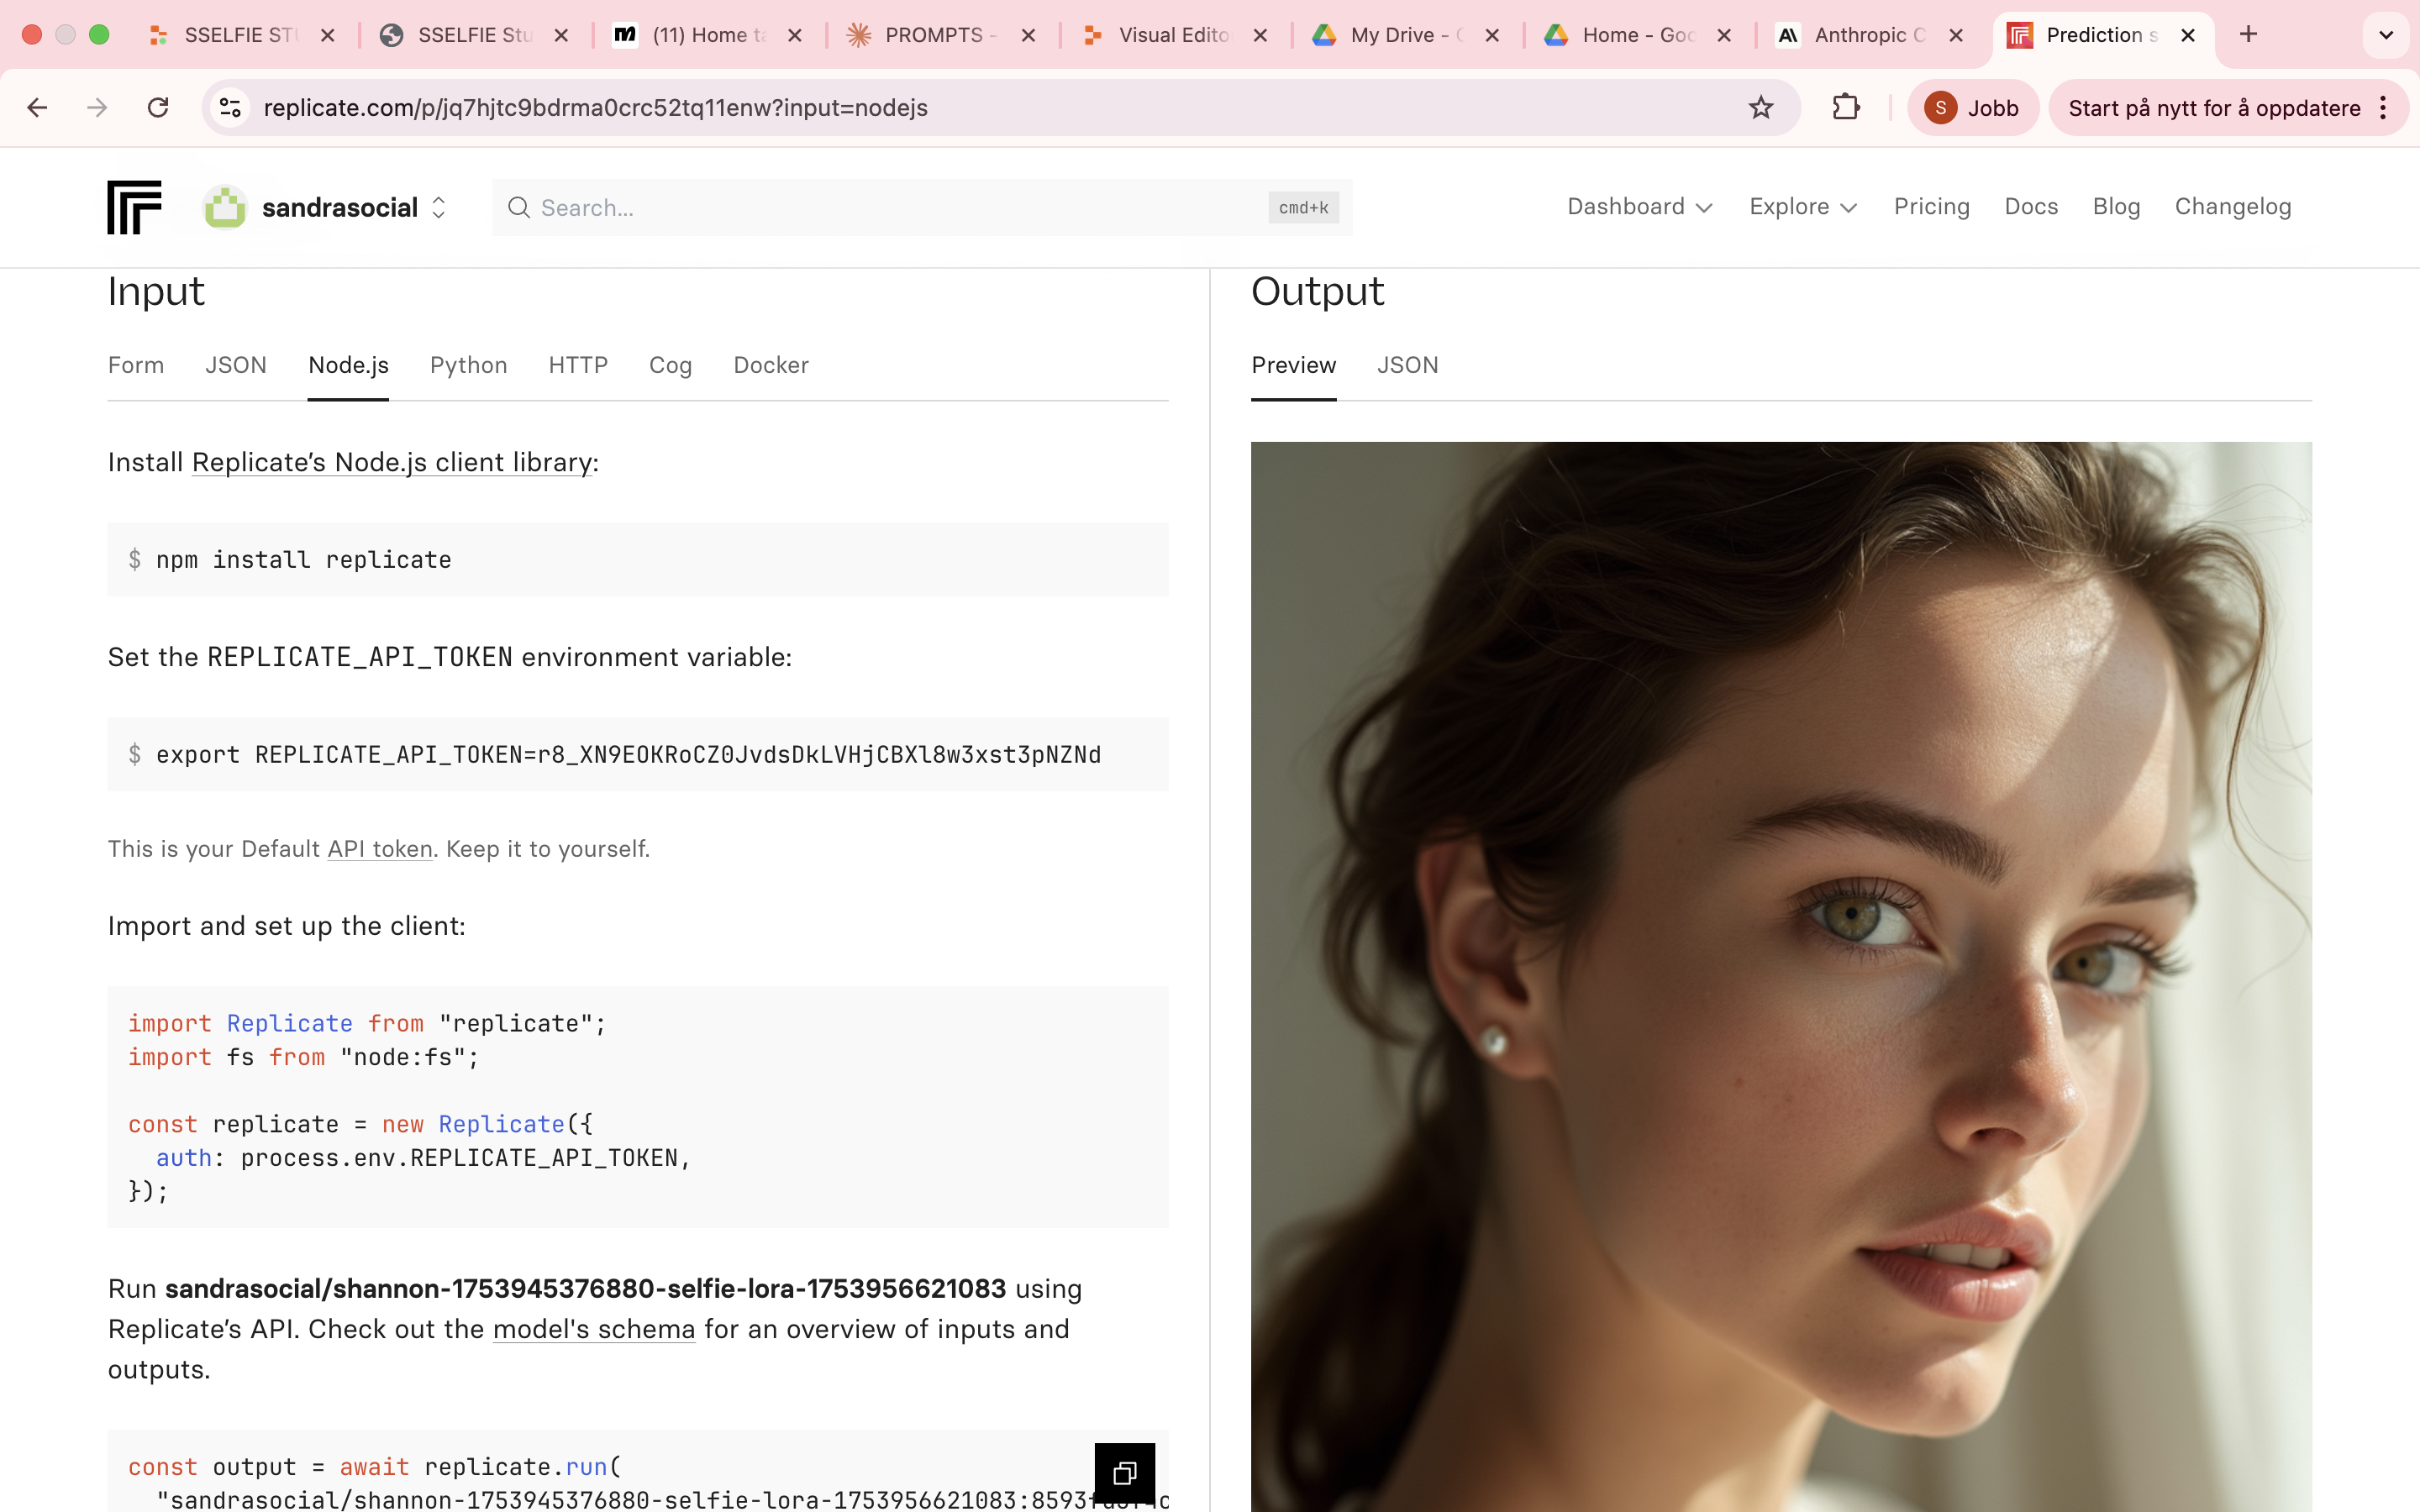 SSELFIE STU
SSELFIE Stu
(11) Home ta
PROMPTS -
Visual Edito
My Drive - G
Home - Goo
Anthropic C
Prediction s
replicate.com/p/jq7hjtc9bdrma0crc52tq11enw?input=nodejs
S
Jobb
Start på nytt for å oppdatere
sandrasocial
Search...
cmd+k
Dashboard
Explore
Pricing
Docs
Blog
Changelog
Input
Form
JSON
Node.js
Python
HTTP
Cog
Docker
Install Replicate’s Node.js client library:
$ npm install replicate
Set the REPLICATE_API_TOKEN environment variable:
$ export REPLICATE_API_TOKEN=r8_XN9EOKRoCZ0JvdsDkLVHjCBXl8w3xst3pNZNd
This is your Default API token. Keep it to yourself.
Import and set up the client:
import Replicate from "replicate";
import fs from "node:fs";
const replicate = new Replicate({
  auth: process.env.REPLICATE_API_TOKEN,
});
Run sandrasocial/shannon-1753945376880-selfie-lora-1753956621083 using
Replicate’s API. Check out the model's schema for an overview of inputs and
outputs.
const output = await replicate.run(
  "sandrasocial/shannon-1753945376880-selfie-lora-1753956621083:8593
Output
Preview
JSON